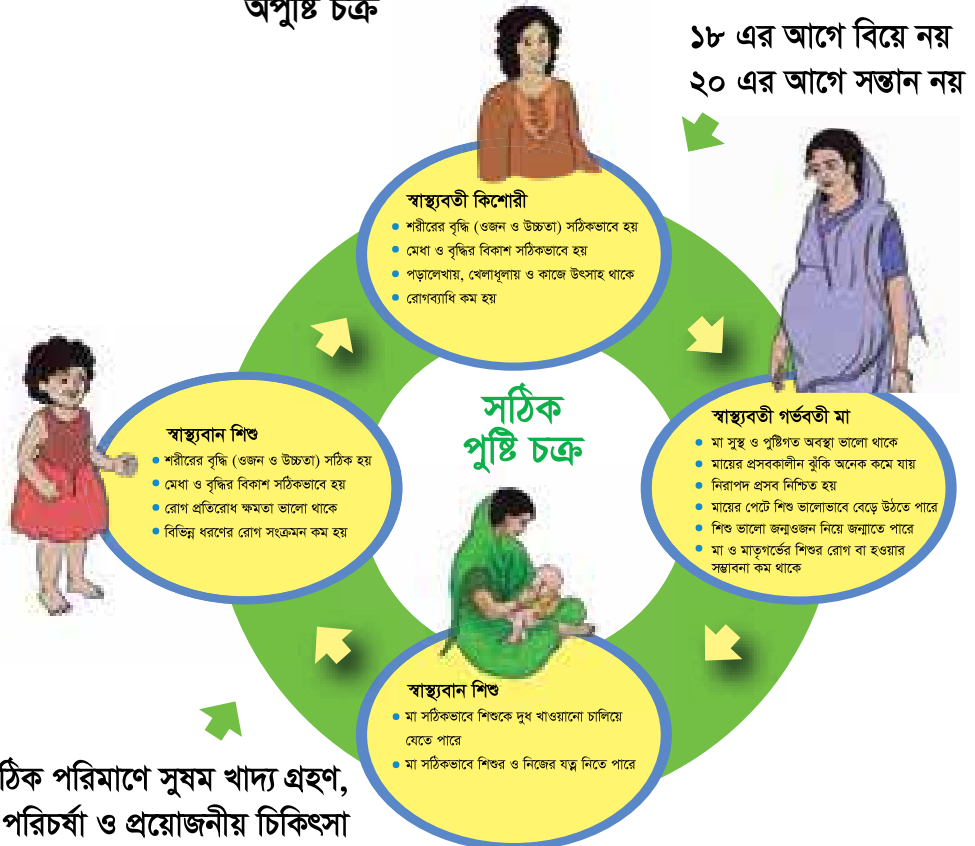 অপুষ্টি চক্র
১৮ এর আগে বিয়ে নয়
২০ এর আগে সন্তান নয়
স্বাস্থ্যবতী কিশোরী
শরীরের বৃদ্ধি (ওজন ও উচ্চতা) সঠিকভাবে হয়
মেধা ও বৃদ্ধির বিকাশ সঠিকভাবে হয়
পড়ালেখায়, খেলাধূলায় ও কাজে উৎসাহ থাকে
রোগব্যাধি কম হয়
সঠিক
পুষ্টি চক্র
স্বাস্থ্যবতী গর্ভবতী মা
মা সুস্থ ও পুষ্টিগত অবস্থা ভালো থাকে
মায়ের প্রসবকালীন ঝুঁকি অনেক কমে যায়
নিরাপদ প্রসব নিশ্চিত হয়
মায়ের পেটে শিশু ভালোভাবে বেড়ে উঠতে পারে
শিশু ভালো জন্মওজন নিয়ে জন্মাতে পারে
মা ও মাতৃগর্ভের শিশুর রোগ বা হওয়ার
সম্ভাবনা কম থাকে
স্বাস্থ্যবান শিশু
শরীরের বৃদ্ধি (ওজন ও উচ্চতা) সঠিক হয়
মেধা ও বৃদ্ধির বিকাশ সঠিকভাবে হয়
রোগ প্রতিরোধ ক্ষমতা ভালো থাকে
বিভিন্ন ধরণের রোগ সংক্রমন কম হয়
স্বাস্থ্যবান শিশু
মা সঠিকভাবে শিশুকে দুধ খাওয়ানো চালিয়ে
যেতে পারে
মা সঠিকভাবে শিশুর ও নিজের যত্ন নিতে পারে
ঠিক পরিমাণে সুষম খাদ্য গ্রহণ,
পরিচর্ষা ও প্রয়োজনীয় চিকিৎসা